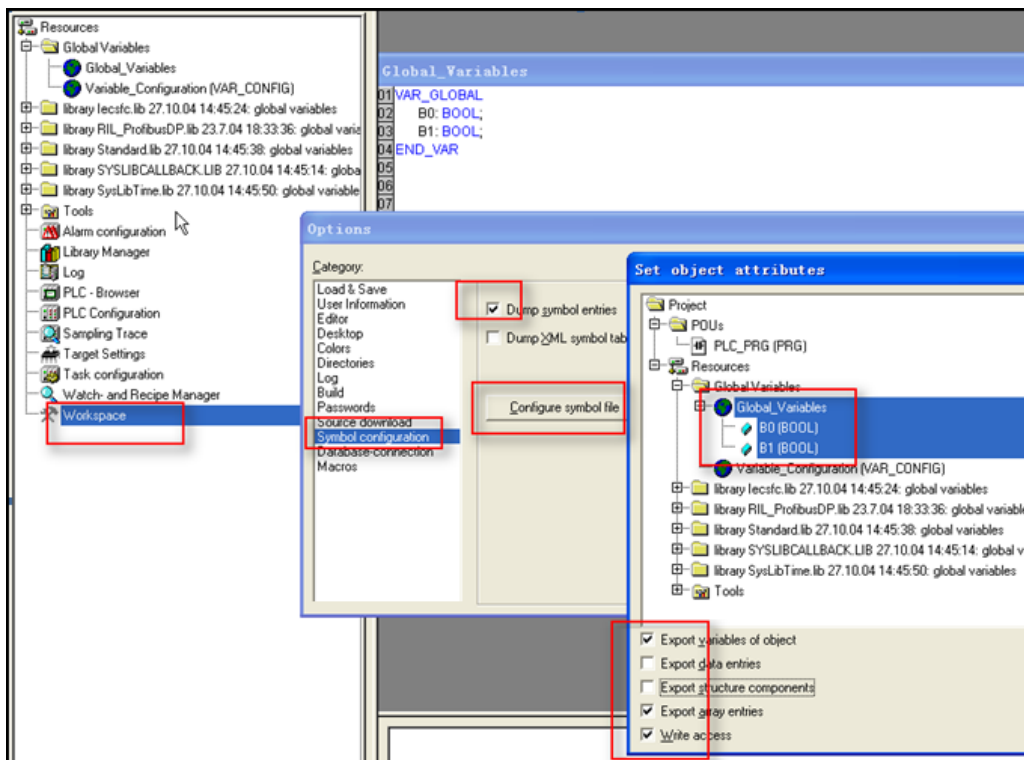 Resources
Global Variables
Global_Variables
Variable_Configuration (VAR_CONFIG)
library Iecsfc.lib 27.10.04 14:45:24: global variables
library RIL_ProfibusDP.lib 23.7.04 18:33:36: global varia
library Standard.lib 27.10.04 14:45:38: global variables
library SYSLIBCALLBACK.LIB 27.10.04 14:45:14: globa
library SysLibTime.lib 27.10.04 14:45:50: global variable
Tools
Alarm configuration
Library Manager
Log
PLC - Browser
PLC Configuration
Sampling Trace
Target Settings
Task configuration
Watch- and Recipe Manager
Workspace
Global_Variables
01 VAR_GLOBAL
02 B0: BOOL;
03 B1: BOOL;
04 END_VAR
05
06
07
Options
Category:
Load & Save
User Information
Editor
Desktop
Colors
Directories
Log
Build
Passwords
Source download
Symbol configuration
Database-connection
Macros
Dump symbol entries
Dump XML symbol tab
Configure symbol file
Set object attributes
Project
POUs
PLC_PRG (PRG)
Resources
Global Variables
Global_Variables
B0 (BOOL)
B1 (BOOL)
Variable_Configuration (VAR_CONFIG)
library Iecsfc.lib 27.10.04 14:45:24: global variables
library RIL_ProfibusDP.lib 23.7.04 18:33:36: global variable
library Standard.lib 27.10.04 14:45:38: global variables
library SYSLIBCALLBACK.LIB 27.10.04 14:45:14: global v
library SysLibTime.lib 27.10.04 14:45:50: global variables
Tools
Export variables of object
Export data entries
Export structure components
Export array entries
Write access